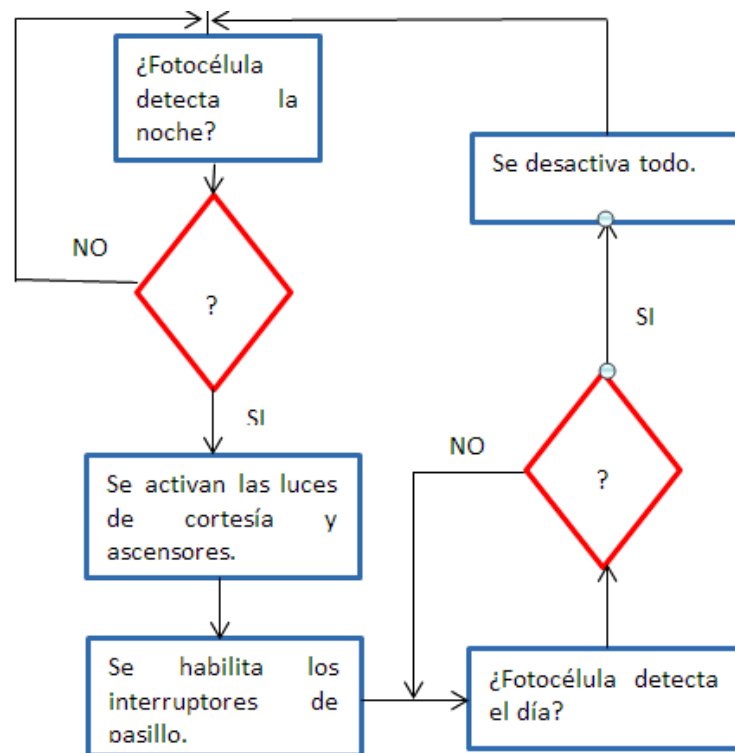 ¿Fotocélula
detecta la
noche?
Se desactiva todo.
NO
?
SI
SI
Se activan las luces
de cortesía y
ascensores.
NO
?
Se habilita los
interruptores de
pasillo.
¿Fotocélula detecta
el día?